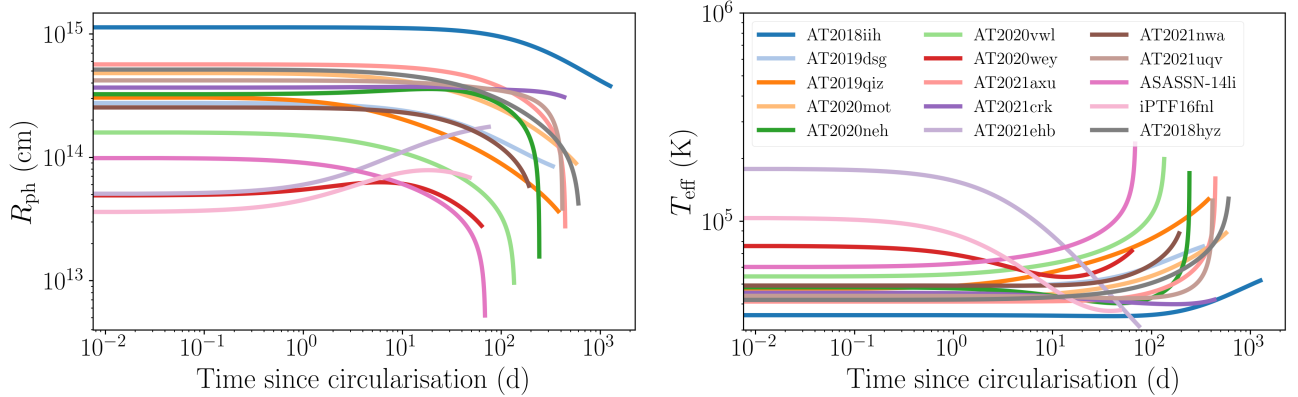 10^15
10^14
10^13
R_ph (cm)
10^-2 10^-1 10^0 10^1 10^2 10^3
Time since circularisation (d)
10^6
10^5
T_eff (K)
AT2018iih AT2020vwl AT2021nwa
AT2019dsg AT2020wey AT2021uqv
AT2019qiz AT2021axu ASASSN-14li
AT2020mot AT2021crk iPTF16fnl
AT2020neh AT2021ehb AT2018hyz
10^-2 10^-1 10^0 10^1 10^2 10^3
Time since circularisation (d)